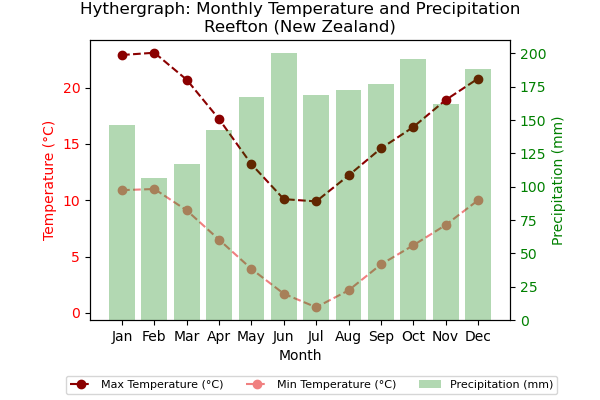 Hythergraph: Monthly Temperature and Precipitation
Reefton (New Zealand)
Temperature (°C)
20
15
10
5
0
200
175
150
125
100
75
50
25
0
Precipitation (mm)
Jan Feb Mar Apr May Jun Jul Aug Sep Oct Nov Dec
Month
Max Temperature (°C) Min Temperature (°C) Precipitation (mm)